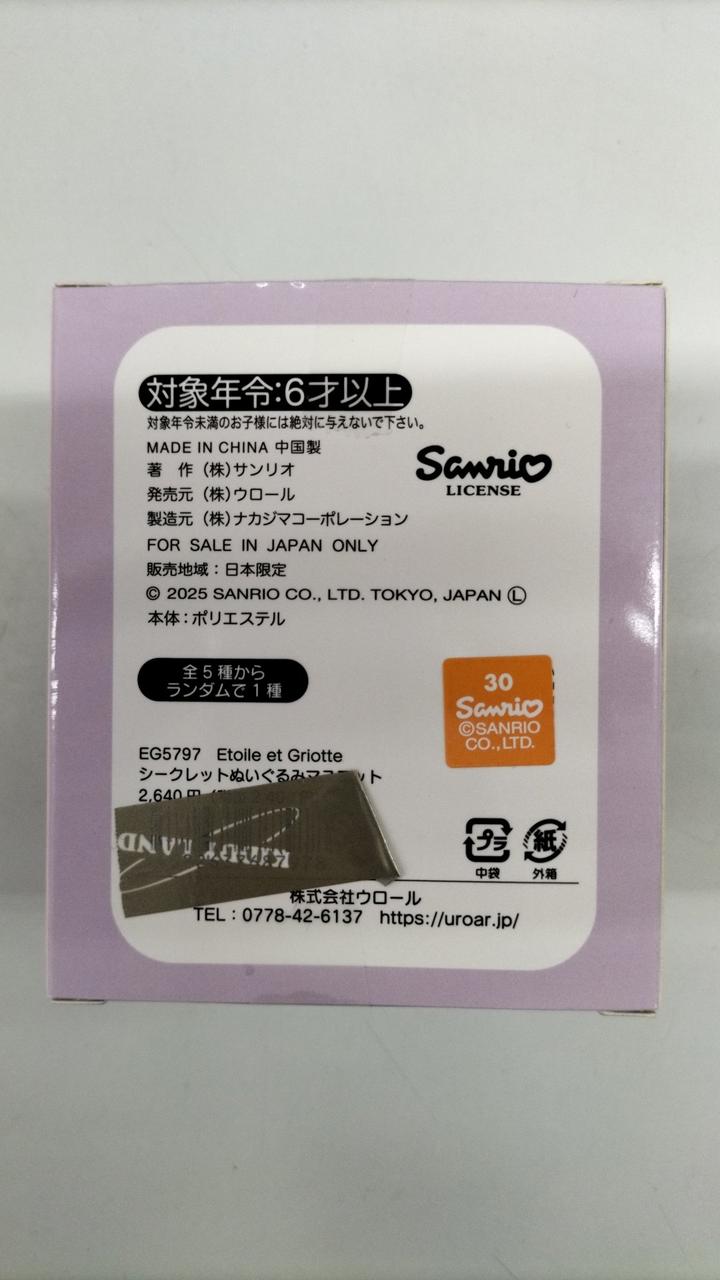 対象年令:6才以上
対象年令未満のお子様には絶対に与えないで下さい。
MADE IN CHINA 中国製
著 作 (株)サンリオ
発売元 (株)ウロール
製造元 (株)ナカジマコーポレーション
FOR SALE IN JAPAN ONLY
販売地域:日本限定
© 2025 SANRIO CO., LTD. TOKYO, JAPAN Ⓛ
本体:ポリエステル
Sanrio
LICENSE
全5種から
ランダムで1種
30
Sanrio
©SANRIO
CO.,LTD.
EG5797 Etoile et Griotte
シークレットぬいぐるみマスコット
2,640円
LAND
プラ
中袋
紙
外箱
株式会社ウロール
TEL:0778-42-6137 https://uroar.jp/